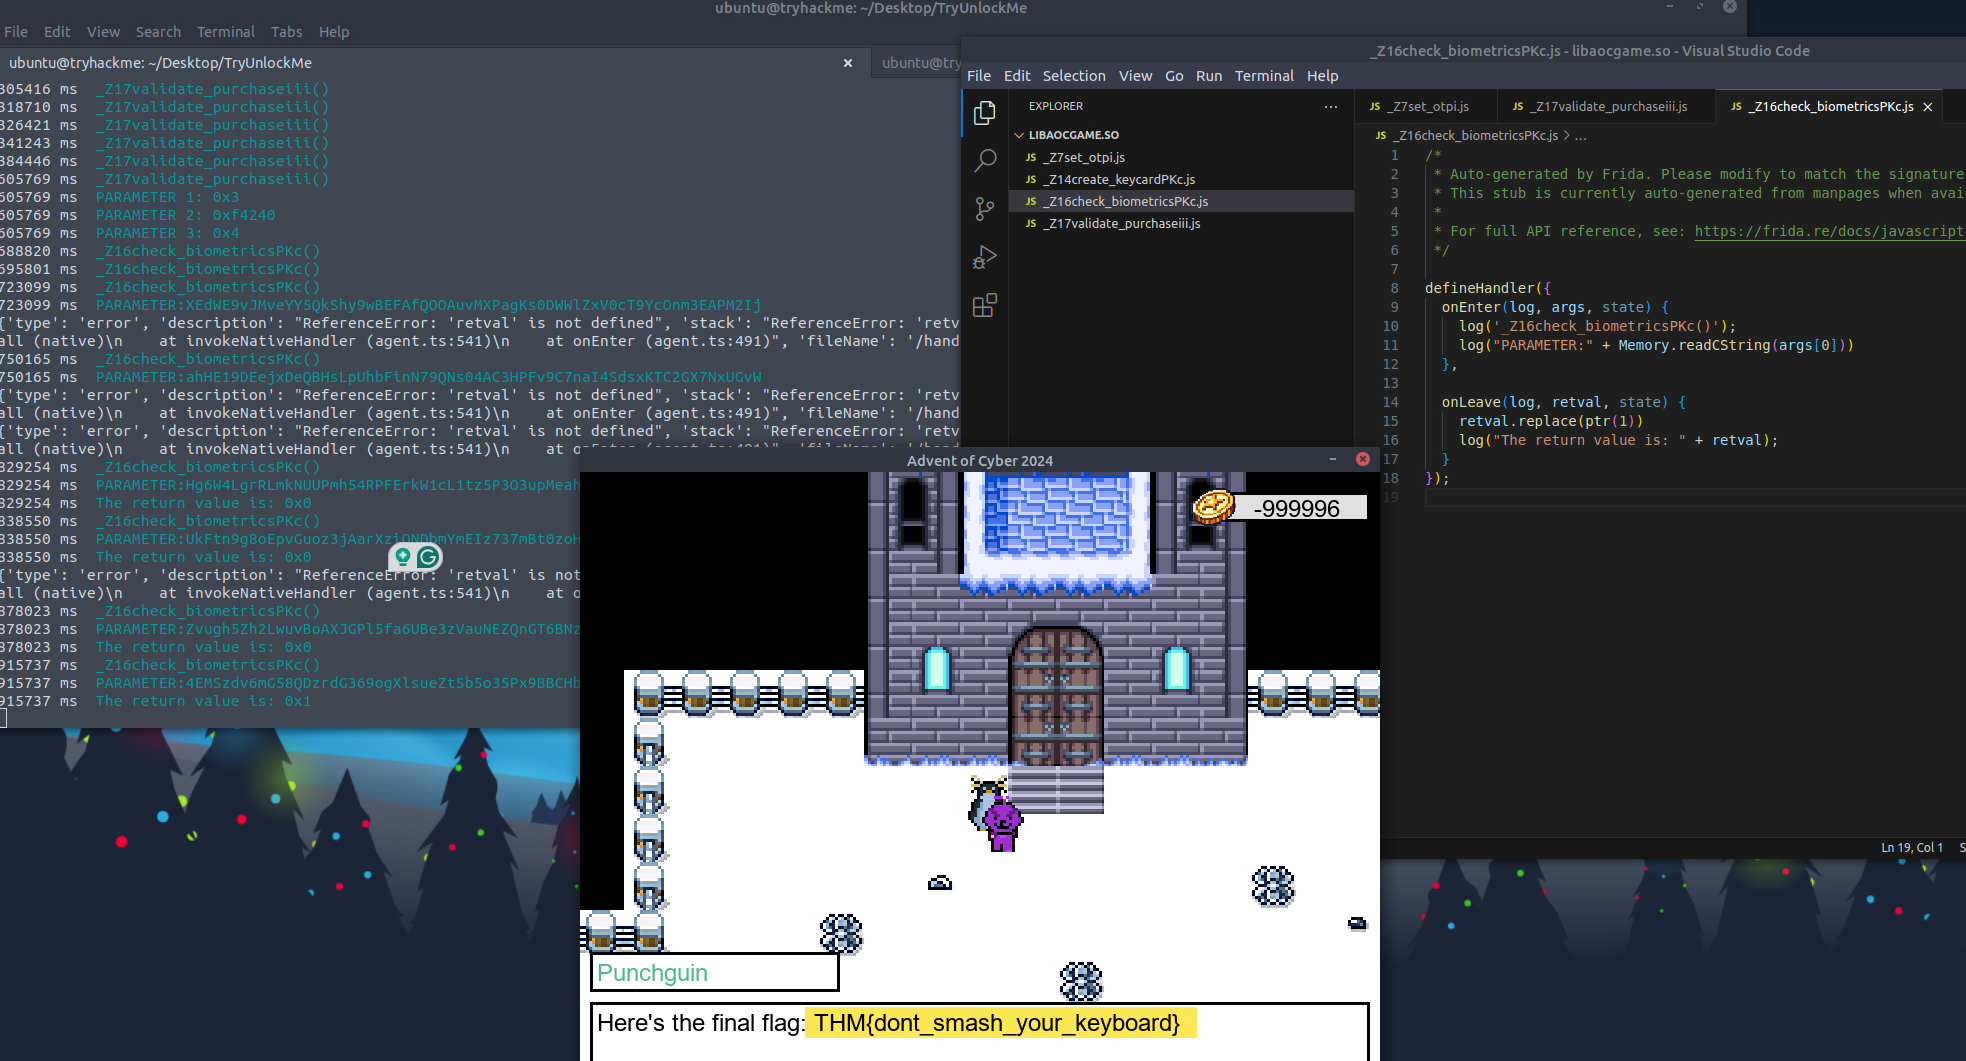 ubuntu@tryhackme: ~/Desktop/TryUnlockMe
File Edit View Search Terminal Tabs Help
ubuntu@tryhackme: ~/Desktop/TryUnlockMe
ubuntu@try
305416 ms _Z17validate_purchaseiii()
318710 ms _Z17validate_purchaseiii()
326421 ms _Z17validate_purchaseiii()
341243 ms _Z17validate_purchaseiii()
384446 ms _Z17validate_purchaseiii()
605769 ms _Z17validate_purchaseiii()
605769 ms PARAMETER 1: 0x3
605769 ms PARAMETER 2: 0xf4240
605769 ms PARAMETER 3: 0x4
688820 ms _Z16check_biometricsPKc()
695801 ms _Z16check_biometricsPKc()
723099 ms _Z16check_biometricsPKc()
723099 ms PARAMETER:XEdWE9vJMveYY5QkShy9wBEFAfQOOAuvMXPagKs0DWWlZxV0cT9YcOnm3EAPM2Ij
{'type': 'error', 'description': "ReferenceError: 'retval' is not defined", 'stack': "ReferenceError: 'retv
all (native)\n    at invokeNativeHandler (agent.ts:541)\n    at onEnter (agent.ts:491)", 'fileName': '/hand
750165 ms _Z16check_biometricsPKc()
750165 ms PARAMETER:ahHE19DEejxDeQBHsLpUhbFinN79QNs04AC3HPFv9C7naI4SdsxKTC2GX7NxUGvW
{'type': 'error', 'description': "ReferenceError: 'retval' is not defined", 'stack': "ReferenceError: 'retv
all (native)\n    at invokeNativeHandler (agent.ts:541)\n    at onEnter (agent.ts:491)", 'fileName': '/hand
{'type': 'error', 'description': "ReferenceError: 'retval' is not defined", 'stack': "ReferenceError: 'retv
all (native)\n    at invokeNativeHandler (agent.ts:541)\n    at
829254 ms _Z16check_biometricsPKc()
829254 ms PARAMETER:Hg6W4LgrRLmkNUUPmh54RPFErkW1cL1tz5P3O3upMeah
829254 ms The return value is: 0x0
838550 ms _Z16check_biometricsPKc()
838550 ms
838550 ms The return value is: 0x0
{'type': 'error', 'description': "ReferenceError: 'retval' is not
all (native)\n    at invokeNativeHandler (agent.ts:541)\n    at o
878023 ms _Z16check_biometricsPKc()
878023 ms PARAMETER:Zvugh5Zh2LwuvBoAXJGPl5fa6UBe3zVauNEZQnGT6BNz
878023 ms The return value is: 0x0
915737 ms _Z16check_biometricsPKc()
915737 ms PARAMETER:4EMSzdv6mG58QDzrdG369ogXlsueZtSb5o35Px9BBCHb
915737 ms The return value is: 0x1
_Z16check_biometricsPKc.js - libaocgame.so - Visual Studio Code
File Edit Selection View Go Run Terminal Help
EXPLORER
LIBAOCGAME.SO
JS _Z7set_otpi.js
JS _Z14create_keycardPKc.js
JS _Z16check_biometricsPKc.js
JS _Z17validate_purchaseiii.js
JS _Z7set_otpi.js JS _Z17validate_purchaseiii.js JS _Z16check_biometricsPKc.js
JS _Z16check_biometricsPKc.js > ...
1 /*
2 * Auto-generated by Frida. Please modify to match the signature
3 * This stub is currently auto-generated from manpages when avai
4 *
5 * For full API reference, see: https://frida.re/docs/javascript
6 */
7
8 defineHandler({
9 onEnter(log, args, state) {
10 log('_Z16check_biometricsPKc()');
11 log("PARAMETER:" + Memory.readCString(args[0]))
12 },
13
14 onLeave(log, retval, state) {
15 retval.replace(ptr(1))
16 log("The return value is: " + retval);
17 }
18 });
19
Ln 19, Col 1
Advent of Cyber 2024
-999996
Punchguin
Here's the final flag: THM{dont_smash_your_keyboard}